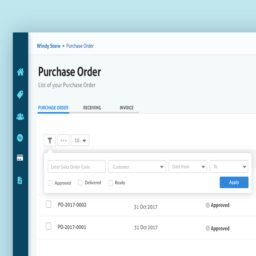 Windy Store > Purchase Order
Purchase Order
List of your Purchase Order
PURCHASE ORDER RECEIVING INVOICE
10
Enter Sales Order Code Customer Date from To
Approved Delivered Ready Apply
PO-2017-0002 31 Oct 2017 Approved
PO-2017-0001 31 Oct 2017 Approved